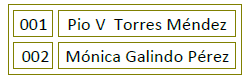 001 Pio V Torres Méndez
002 Mónica Galindo Pérez